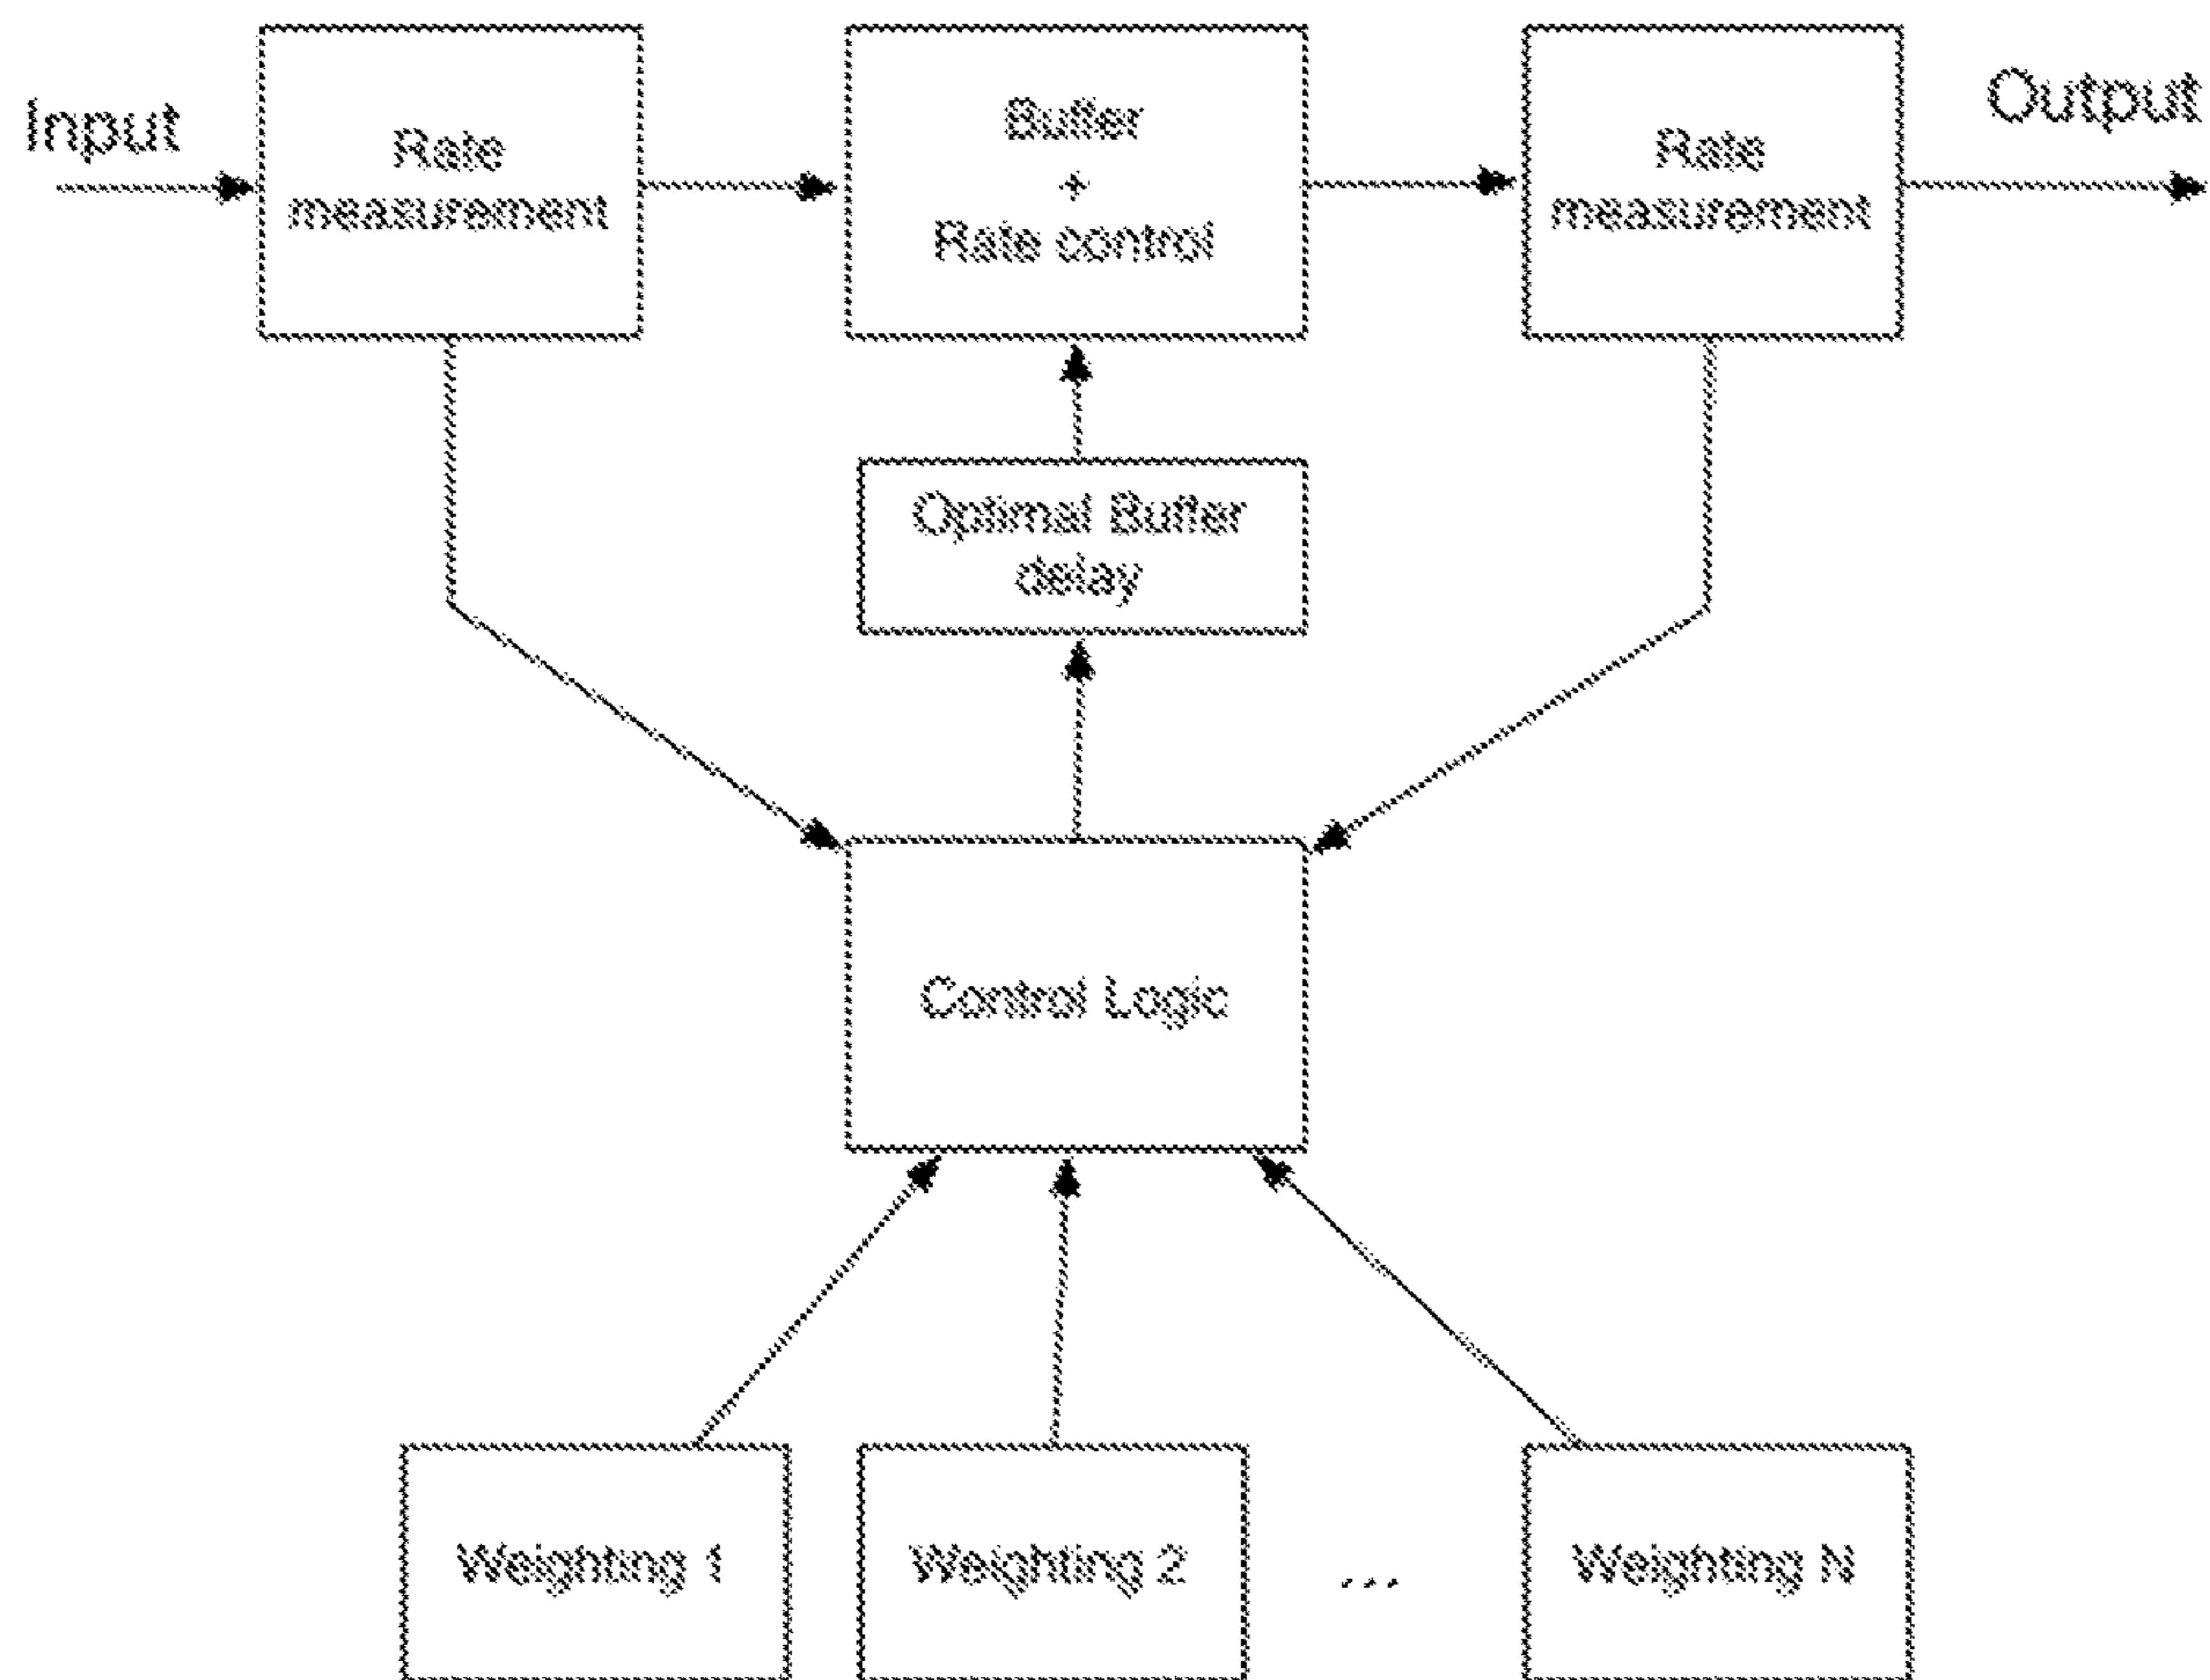 Input
Rate
measurement
Buffer
+
Rate control
Rate
measurement
Output
Optimal Buffer
delay
Control Logic
Weighting 1
Weighting 2
...
Weighting N